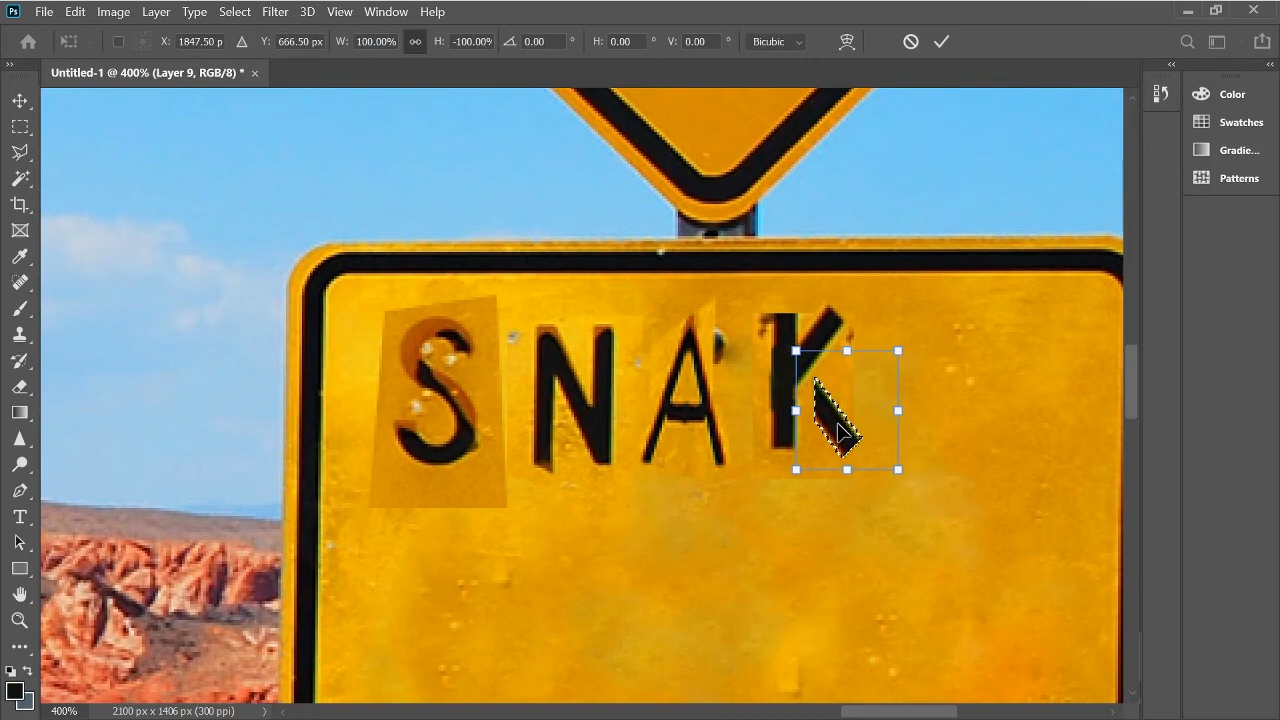 File Edit Image Layer Type Select Filter 3D View Window Help
X: 1847.50 p Y: 666.50 px W: 100.00% H: -100.00% 0.00 ° H: 0.00 ° V: 0.00 ° Bicubic
Untitled-1 @ 400% (Layer 9, RGB/8) *
Color
Swatches
Gradie...
Patterns
SNAK
400% 2100 px x 1406 px (300 ppi)